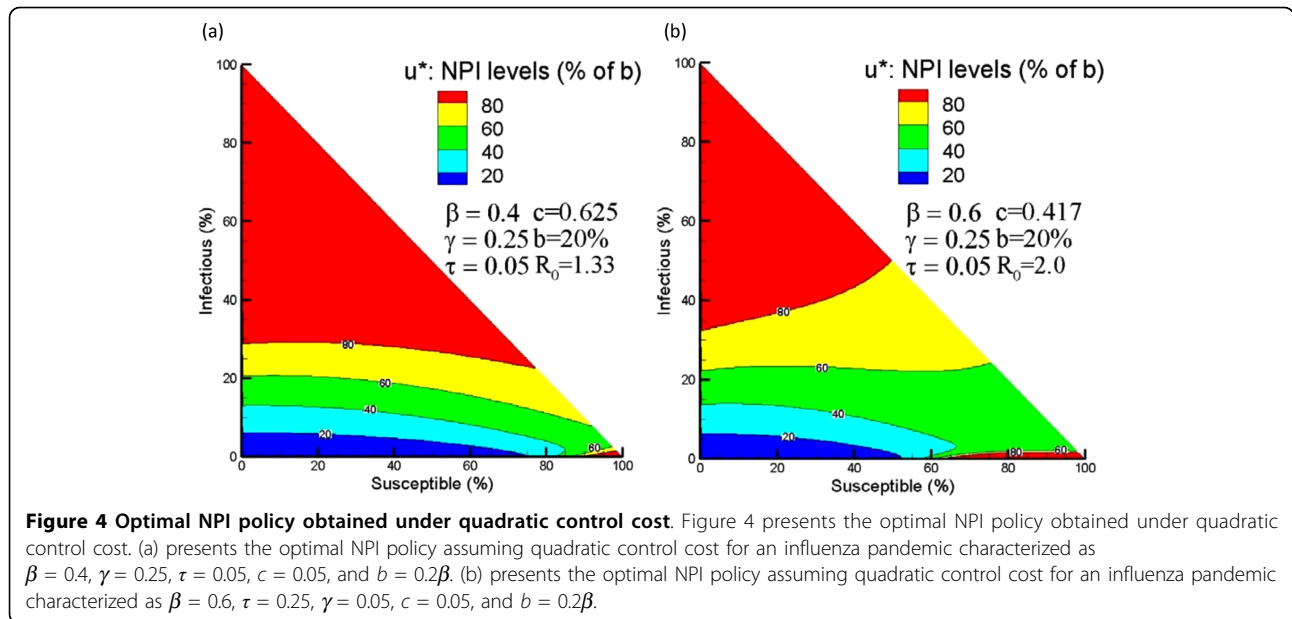 (a)
u*: NPI levels (% of b)
80
60
40
20
β = 0.4 c=0.625
γ = 0.25 b=20%
τ = 0.05 R0=1.33
100
80
60
40
20
0
Infectious (%)
80
60
40
20
60
0 20 40 60 80 100
Susceptible (%)
(b)
u*: NPI levels (% of b)
80
60
40
20
β = 0.6 c=0.417
γ = 0.25 b=20%
τ = 0.05 R0=2.0
100
80
60
40
20
0
Infectious (%)
80
60
40
20
80 60
0 20 40 60 80 100
Susceptible (%)
Figure 4 Optimal NPI policy obtained under quadratic control cost. Figure 4 presents the optimal NPI policy obtained under quadratic
control cost. (a) presents the optimal NPI policy assuming quadratic control cost for an influenza pandemic characterized as
β = 0.4, γ = 0.25, τ = 0.05, c = 0.05, and b = 0.2β. (b) presents the optimal NPI policy assuming quadratic control cost for an influenza pandemic
characterized as β = 0.6, τ = 0.25, γ = 0.05, c = 0.05, and b = 0.2β.